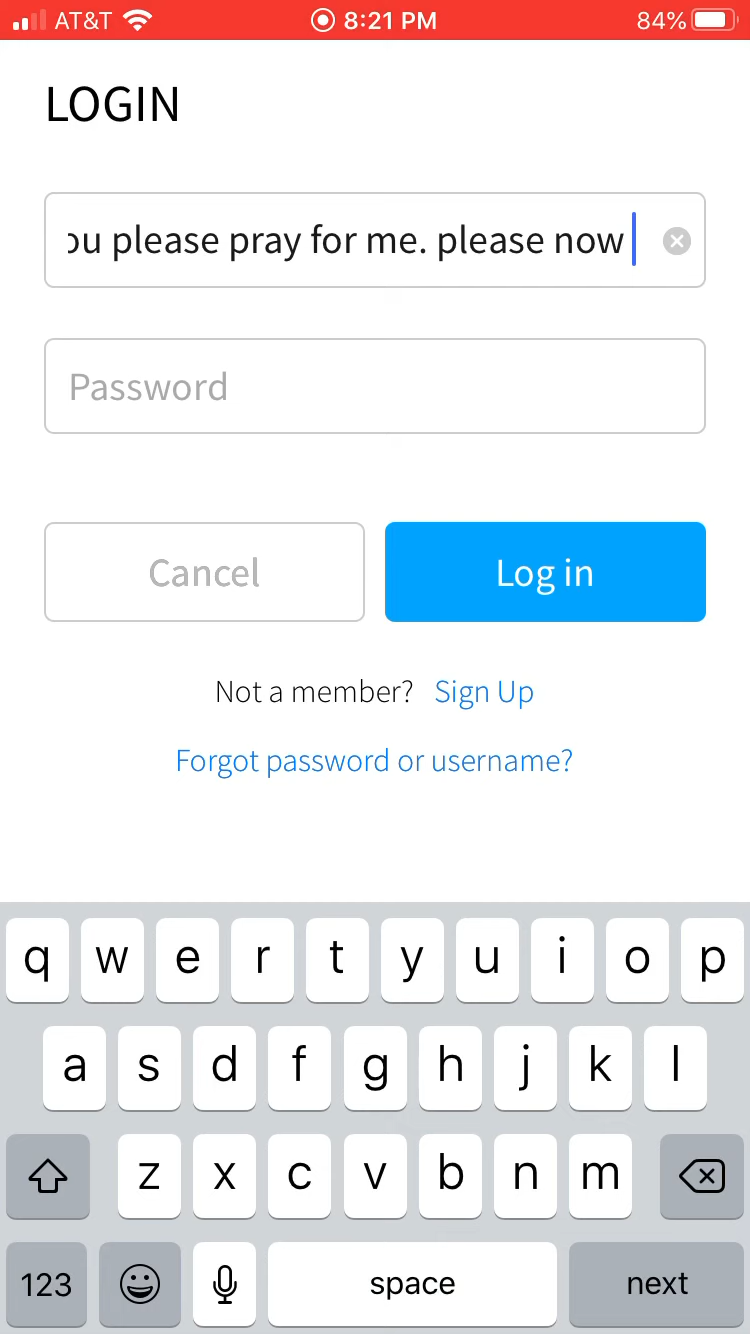 AT&T 8:21 PM 84%
LOGIN
ou please pray for me. please now
Password
Cancel Log in
Not a member? Sign Up
Forgot password or username?
q w e r t y u i o p
a s d f g h j k l
z x c v b n m
123 space next